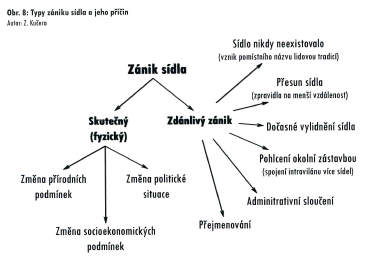 Obr. 8: Typy zániku sídla a jeho příčin
Autor: Z. Kučera
Zánik sídla
Sídlo nikdy neexistovalo
(vznik pomístního názvu lidovou tradicí)
Přesun sídla
(zpravidla na menší vzdálenost)
Skutečný
(fyzický)
Zdánlivý zánik
Dočasné vylidnění sídla
Pohlcení okolní zástavbou
(spojení intravilánu více sídel)
Změna přírodních
podmínek
Změna politické
situace
Adminitrativní sloučení
Přejmenování
Změna socioekonomických
podmínek